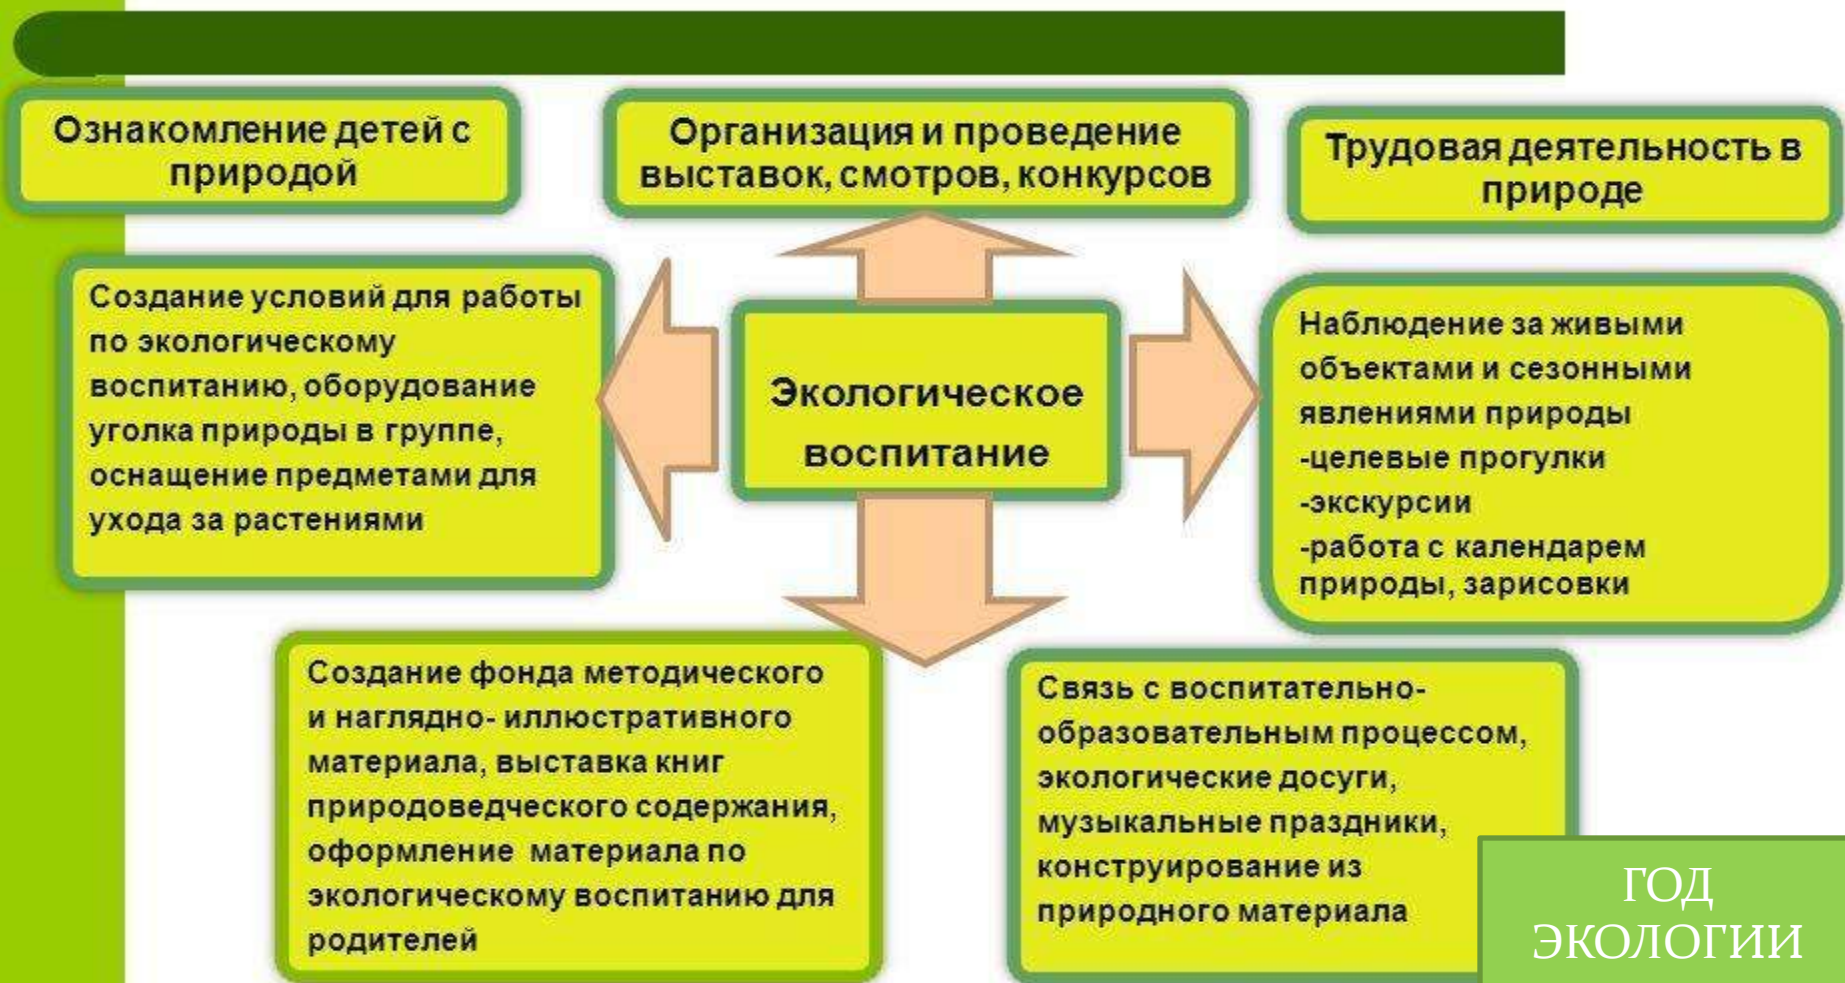 Ознакомление детей с
природой
Организация и проведение
выставок, смотров, конкурсов
Трудовая деятельность в
природе
Создание условий для работы
по экологическому
воспитанию, оборудование
уголка природы в группе,
оснащение предметами для
ухода за растениями
Экологическое
воспитание
Наблюдение за живыми
объектами и сезонными
явлениями природы
-целевые прогулки
-экскурсии
-работа с календарем
природы, зарисовки
Создание фонда методического
и наглядно- иллюстративного
материала, выставка книг
природоведческого содержания,
оформление материала по
экологическому воспитанию для
родителей
Связь с воспитательно-
образовательным процессом,
экологические досуги,
музыкальные праздники,
конструирование из
природного материала
ГОД
ЭКОЛОГИИ